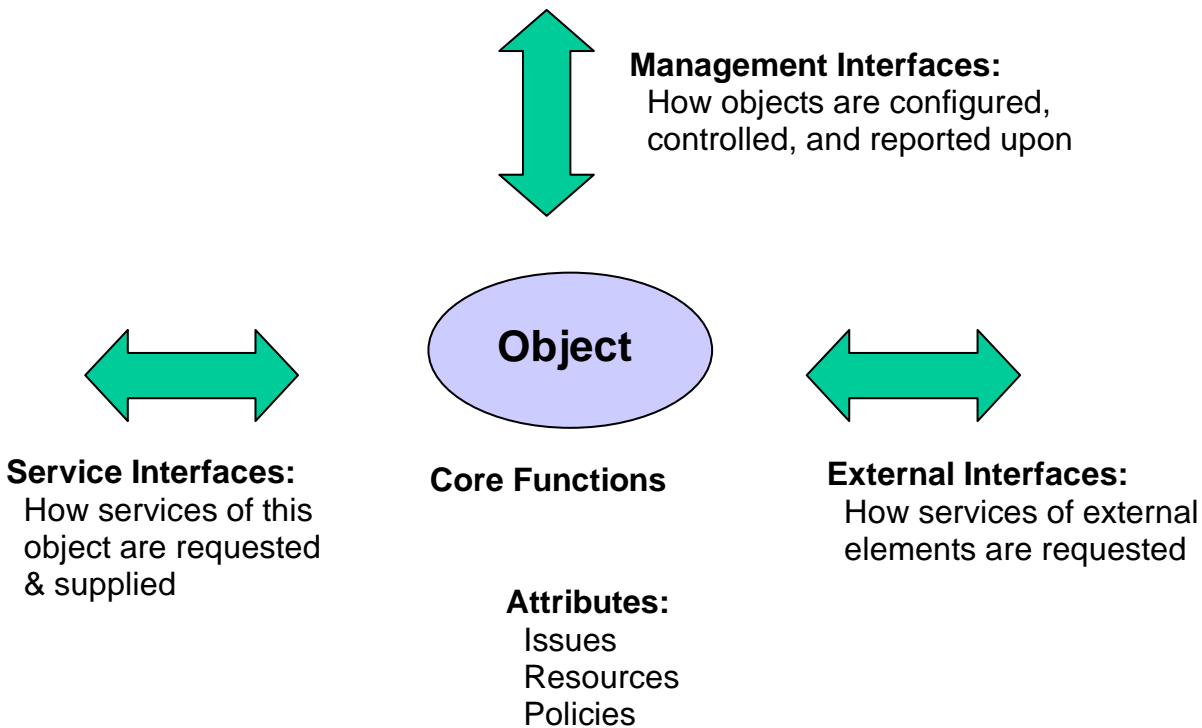 Management Interfaces:
How objects are configured,
controlled, and reported upon
Object
Service Interfaces:
How services of this
object are requested
& supplied
Core Functions
External Interfaces:
How services of external
elements are requested
Attributes:
Issues
Resources
Policies